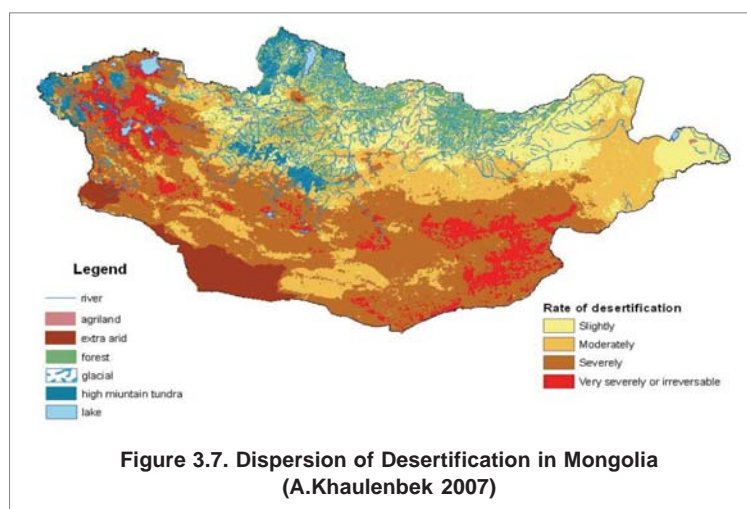 Legend
river
agriland
extra arid
forest
glacial
high miuntain tundra
lake
Rate of desertification
Slightly
Moderately
Severely
Very severely or irreversable
Figure 3.7. Dispersion of Desertification in Mongolia
(A.Khaulenbek 2007)